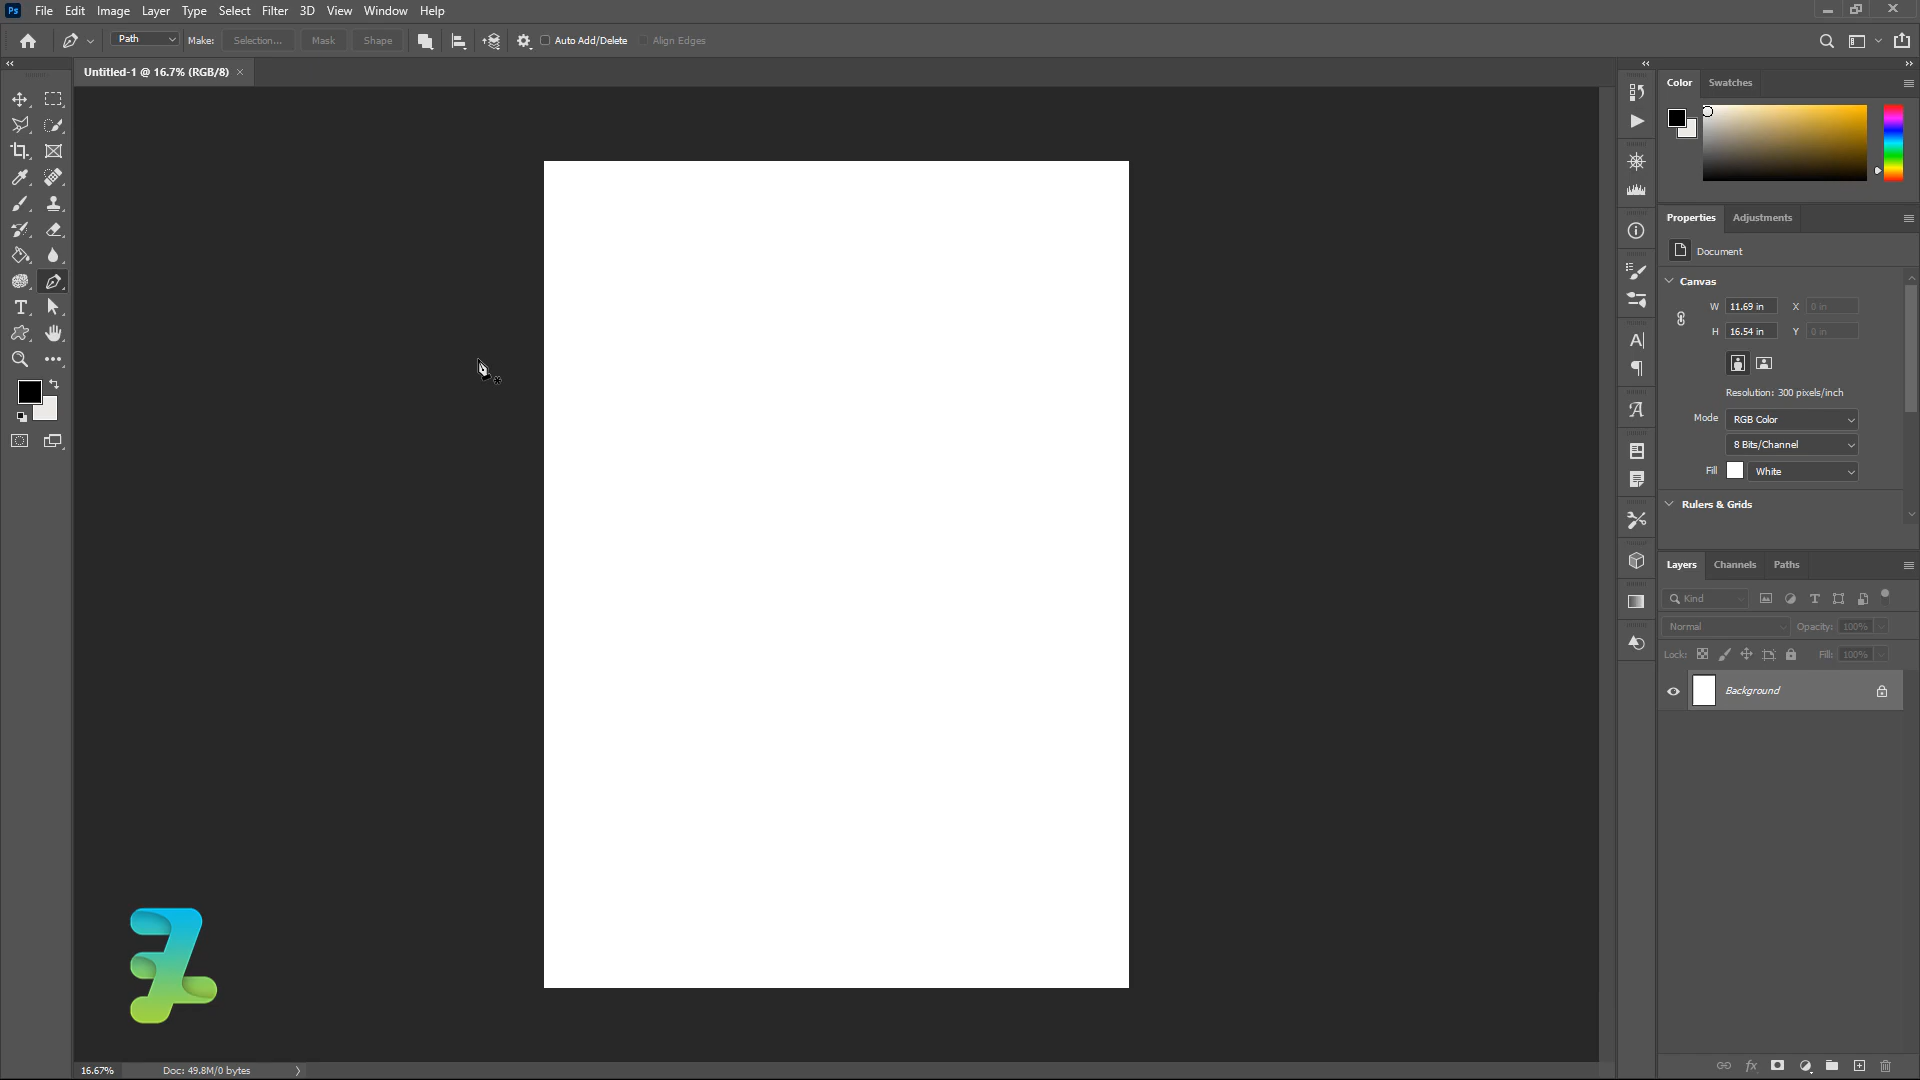 Ps File Edit Image Layer Type Select Filter 3D View Window Help
Path Make: Selection... Mask Shape Auto Add/Delete Align Edges
Untitled-1 @ 16.7% (RGB/8)
Color Swatches
Properties Adjustments
Document
Canvas
W 11.69 in X 0 in
H 16.54 in Y 0 in
Resolution: 300 pixels/inch
Mode RGB Color
8 Bits/Channel
Fill White
Rulers & Grids
Layers Channels Paths
Kind
Normal Opacity: 100%
Lock: Fill: 100%
Background
16.67% Doc: 49.8M/0 bytes